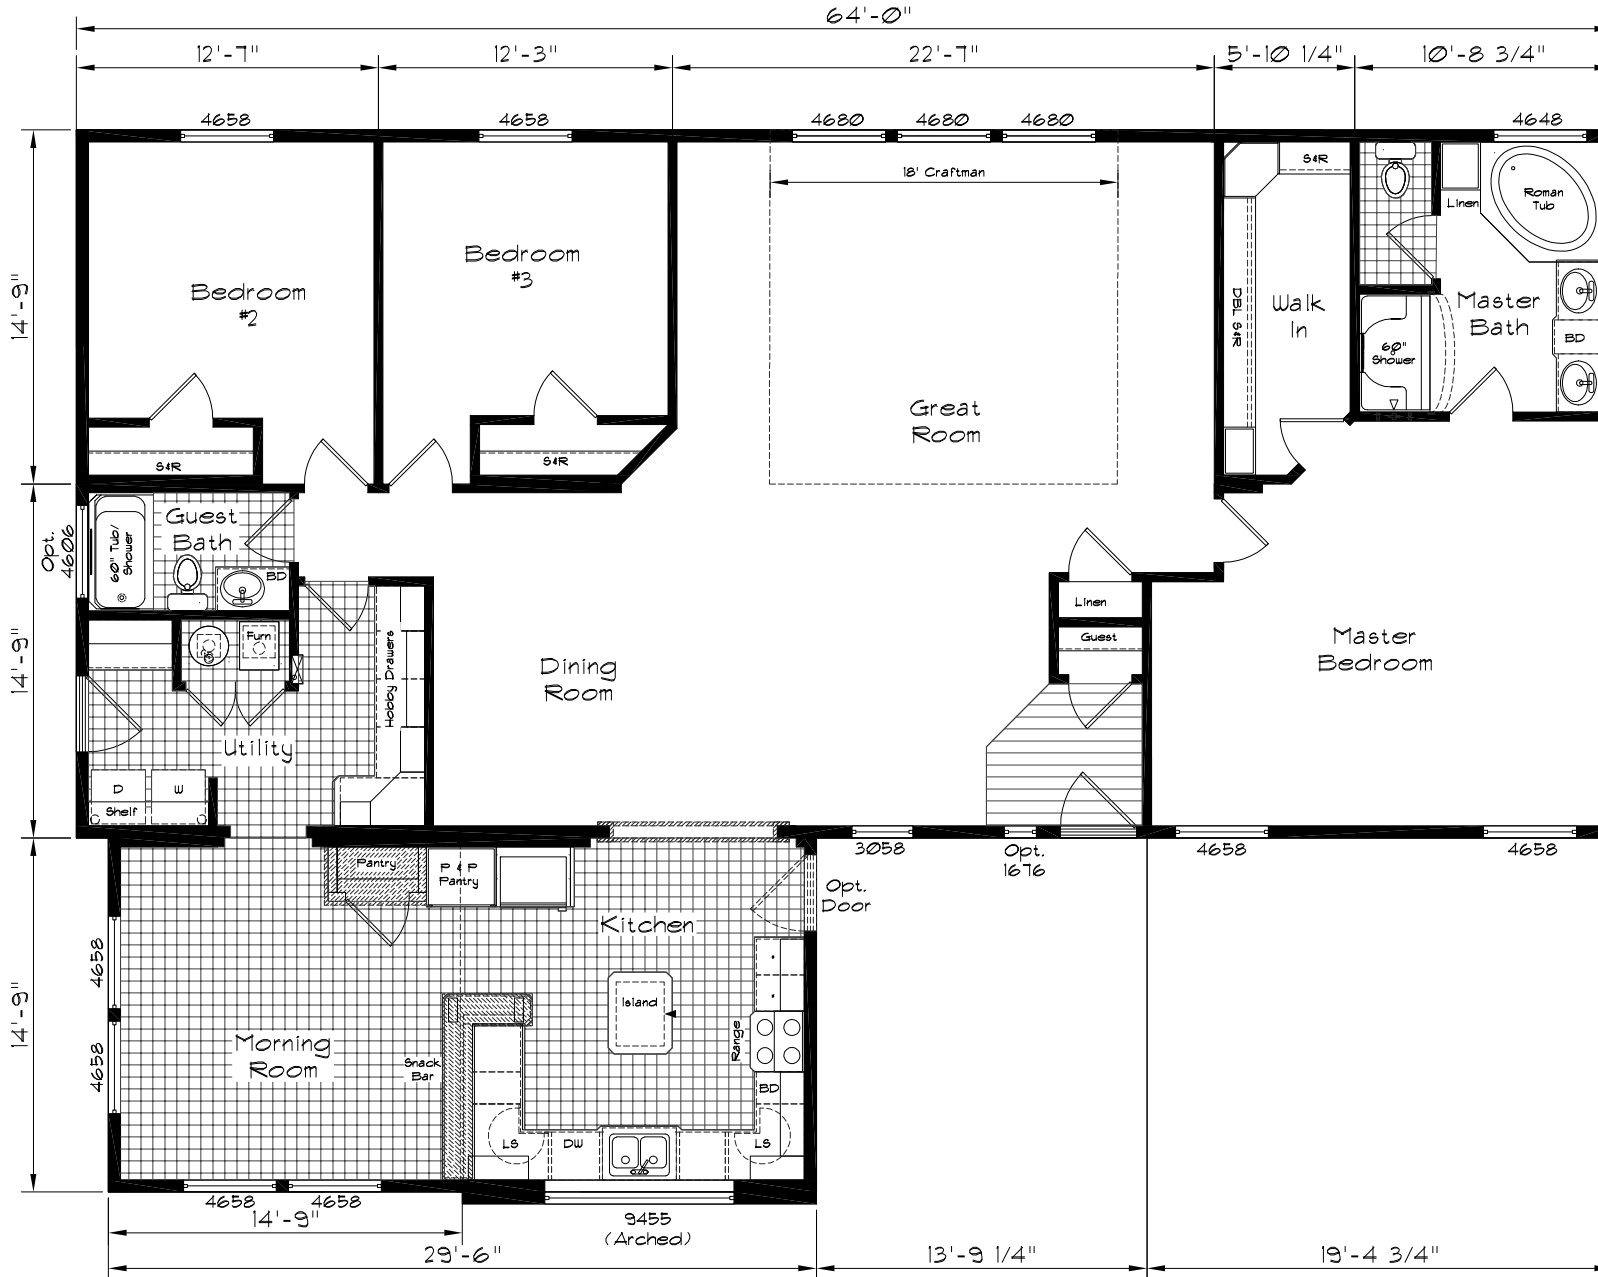 64'-0"
12'-7"
12'-3"
22'-7"
5'-10 1/4"
10'-8 3/4"
4658
4658
4680
4680
4680
4648
18' Craftman
S&R
Linen
Roman
Tub
14'-9"
Bedroom
#2
Bedroom
#3
DBL S&R
Walk
In
Master
Bath
BD
60"
Shower
Great
Room
S&R
S&R
Opt.
4606
60" Tub/
Shower
Guest
Bath
BD
Linen
Guest
Furn
Hobby Drawers
14'-9"
Dining
Room
Master
Bedroom
Utility
D
W
Shelf
3058
Opt.
1676
4658
4658
Pantry
P & P
Pantry
Opt.
Door
Kitchen
4658
14'-9"
Island
Range
4658
Morning
Room
Snack
Bar
BD
LS
DW
LS
4658
4658
14'-9"
9455
(Arched)
29'-6"
13'-9 1/4"
19'-4 3/4"